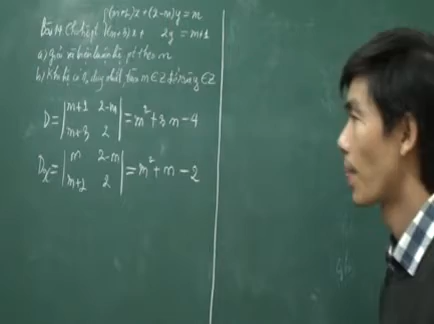 {(m+1)x+(2-m)y = m
Bài 14 Cho hệ pt (m+3)x+ 2y = m+1
a) giải và biện luận hệ pt theo m
b) Khi hệ có n0 duy nhất, tìm m ∈ Z để x,y ∈ Z
D = | m+1 2-m | = m² + 3m - 4
| m+3 2 |
Dx = | m 2-m | = m² + m - 2
| m+1 2 |